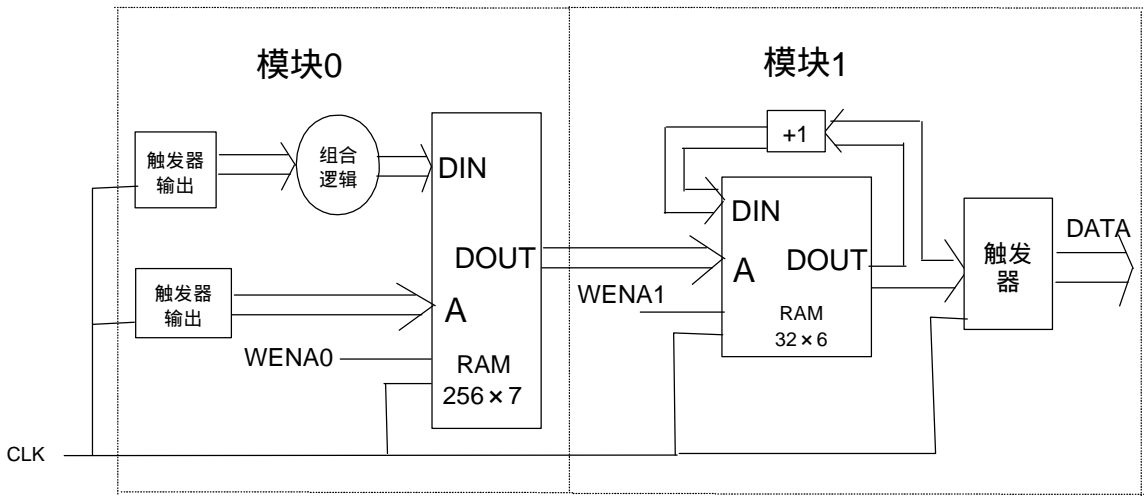 模块0
模块1
触发器
输出
组合
逻辑
DIN
DOUT
触发器
输出
A
WENA0
RAM
256×7
+1
DIN
A
DOUT
WENA1
RAM
32×6
触发
器
DATA
CLK